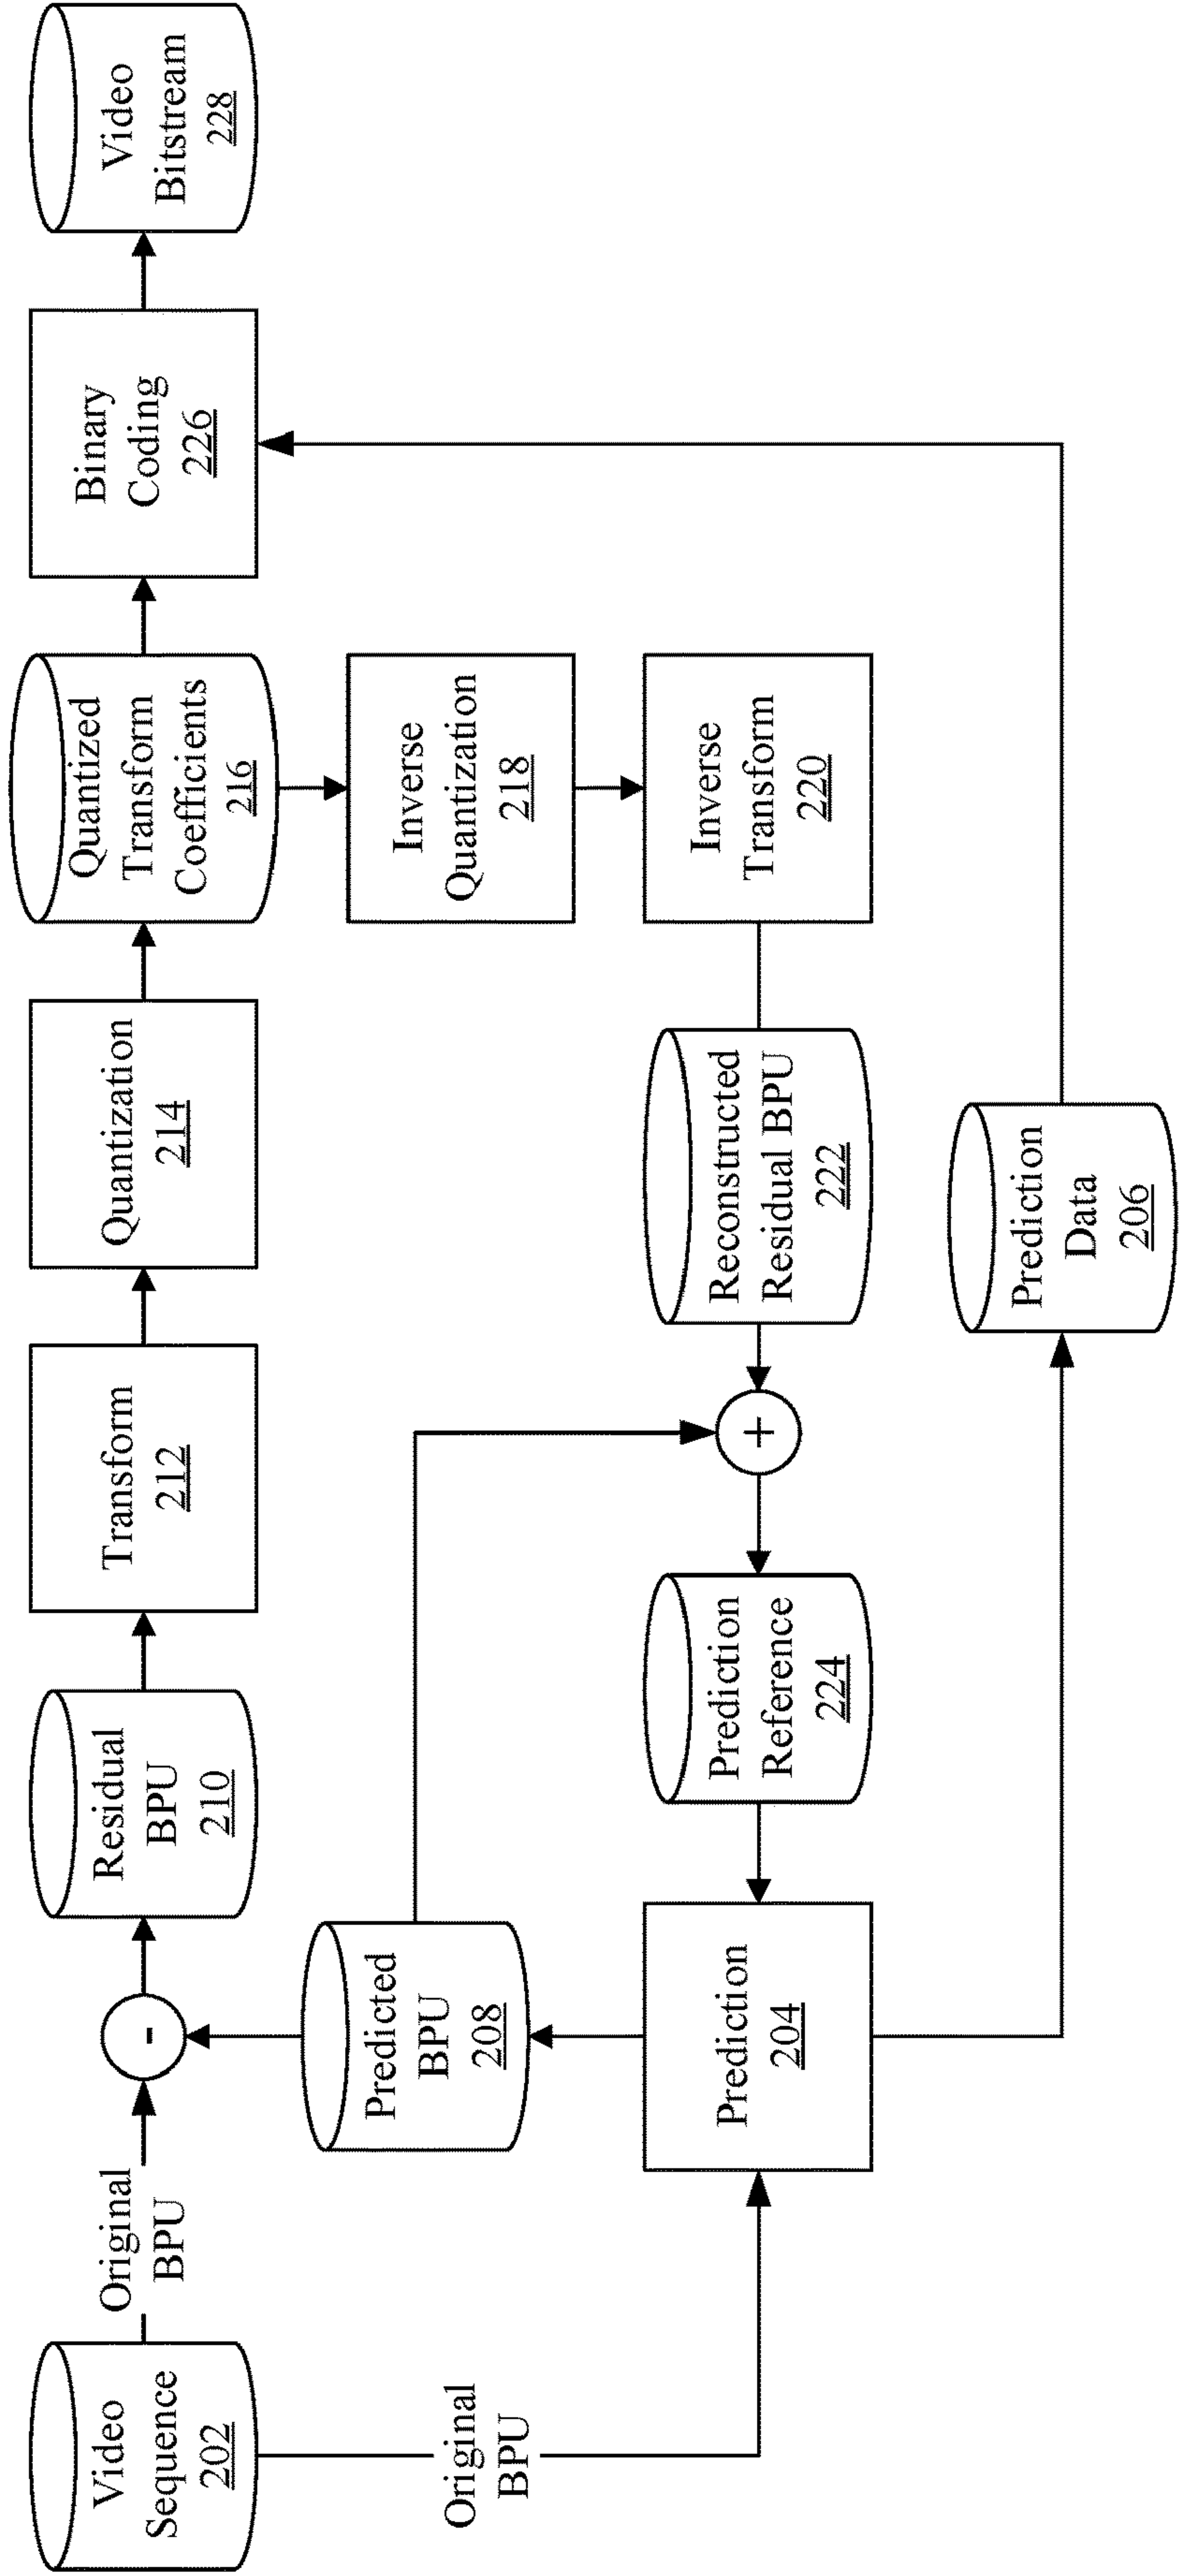 Video
Sequence
202
Original
BPU
-
Residual
BPU
210
Transform
212
Quantization
214
Quantized
Transform
Coefficients
216
Binary
Coding
226
Video
Bitstream
228
Original
BPU
Predicted
BPU
208
Inverse
Quantization
218
Prediction
204
Prediction
Reference
224
+
Reconstructed
Residual BPU
222
Inverse
Transform
220
Prediction
Data
206